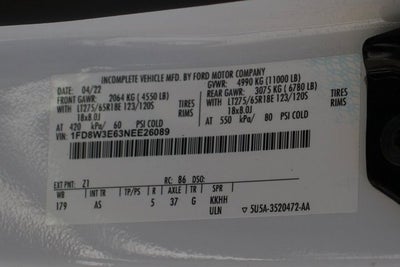 INCOMPLETE VEHICLE MFD. BY FORD MOTOR COMPANY
DATE: 04/22 GVWR: 4990 KG (11000 LB)
FRONT GAWR: 2064 KG (4550 LB) REAR GAWR: 3075 KG (6780 LB)
WITH LT275/65R18E 123/120S TIRES WITH LT275/65R18E 123/120S TIRES
18x8.0J RIMS 18x8.0J RIMS
AT 420 kPa/ 60 PSI COLD AT 550 kPa/ 80 PSI COLD
VIN: 1FD8W3E63NEE26089
EXT PNT: Z1 RC: B6 DSO:
WB INT TR TP/PS R AXLE TR SPR
179 AS 5 37 G KKHH
ULN ▽ 5U5A-3520472-AA